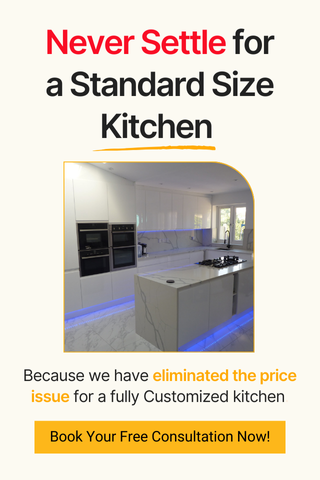 Never Settle for
a Standard Size
Kitchen
Because we have eliminated the price
issue for a fully Customized kitchen
Book Your Free Consultation Now!